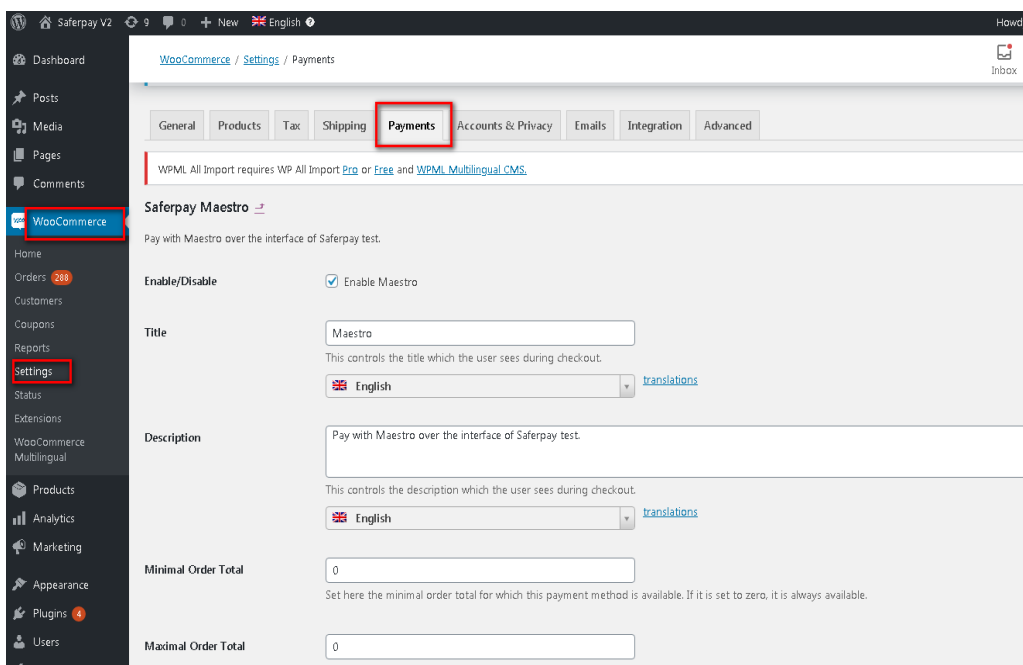 Saferpay V2 9 0 New English
Howd
Dashboard
Posts
Media
Pages
Comments
WooCommerce
Home
Orders 288
Customers
Coupons
Reports
Settings
Status
Extensions
WooCommerce
Multilingual
Products
Analytics
Marketing
Appearance
Plugins 4
Users
WooCommerce / Settings / Payments
Inbox
General Products Tax Shipping Payments Accounts & Privacy Emails Integration Advanced
WPML All Import requires WP All Import Pro or Free and WPML Multilingual CMS.
Saferpay Maestro
Pay with Maestro over the interface of Saferpay test.
Enable/Disable Enable Maestro
Title Maestro
This controls the title which the user sees during checkout.
English translations
Description Pay with Maestro over the interface of Saferpay test.
This controls the description which the user sees during checkout.
English translations
Minimal Order Total 0
Set here the minimal order total for which this payment method is available. If it is set to zero, it is always available.
Maximal Order Total 0